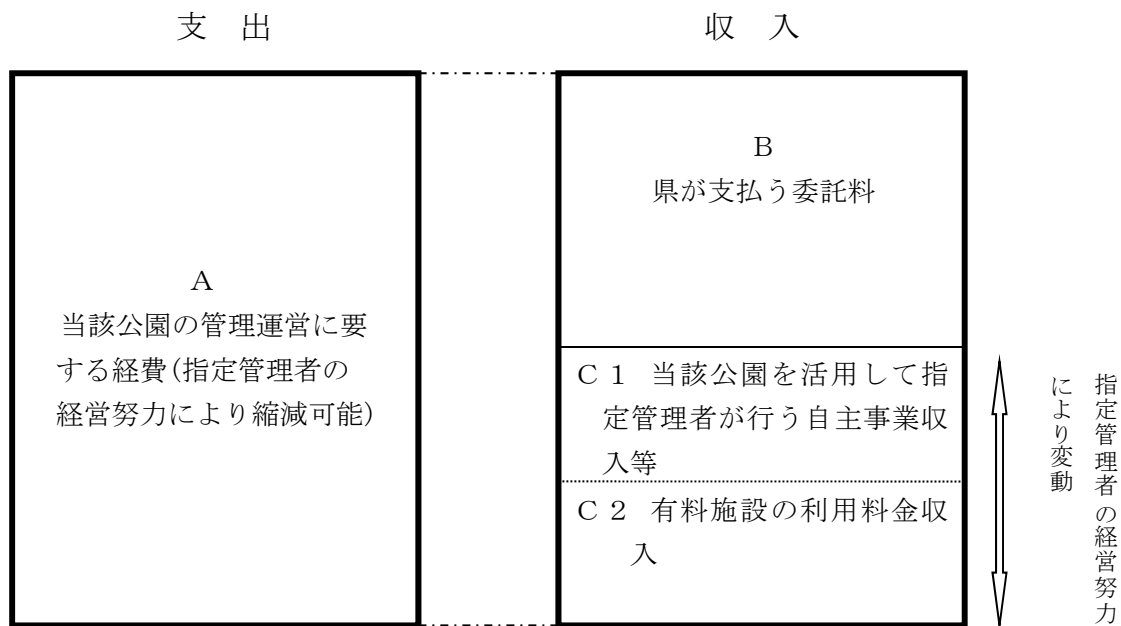 支 出
収 入
A
当該公園の管理運営に要
する経費(指定管理者の
経営努力により縮減可能)
B
県が支払う委託料
C1 当該公園を活用して指
定管理者が行う自主事業収
入等
C2 有料施設の利用料金収
入
指定管理者の経営努力
により変動